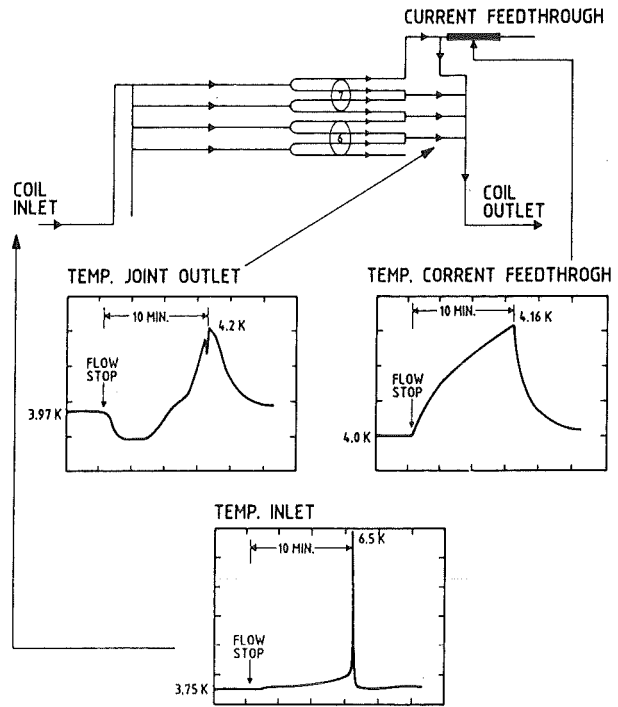 CURRENT FEEDTHROUGH
7
6
COIL
INLET
COIL
OUTLET
TEMP. JOINT OUTLET
10 MIN.
4.2 K
FLOW
STOP
3.97 K
TEMP. CORRENT FEEDTHROGH
10 MIN.
4.16 K
FLOW
STOP
4.0 K
TEMP. INLET
10 MIN.
6.5 K
FLOW
STOP
3.75 K